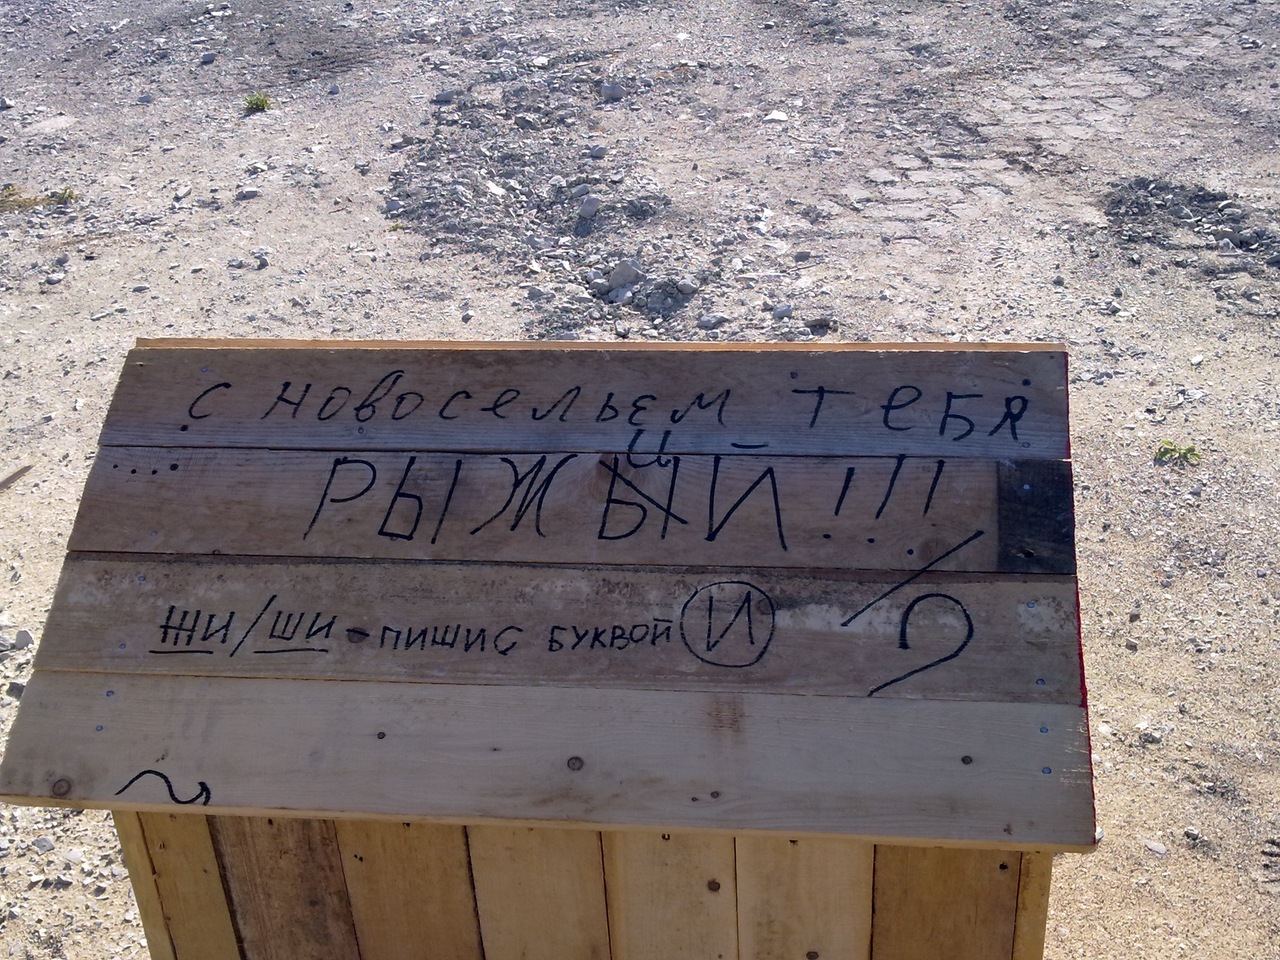 с новосельем тебя
.... РЫЖЫЙ!!!
и
ЖИ/ШИ - ПИШИС БУКВОЙ И